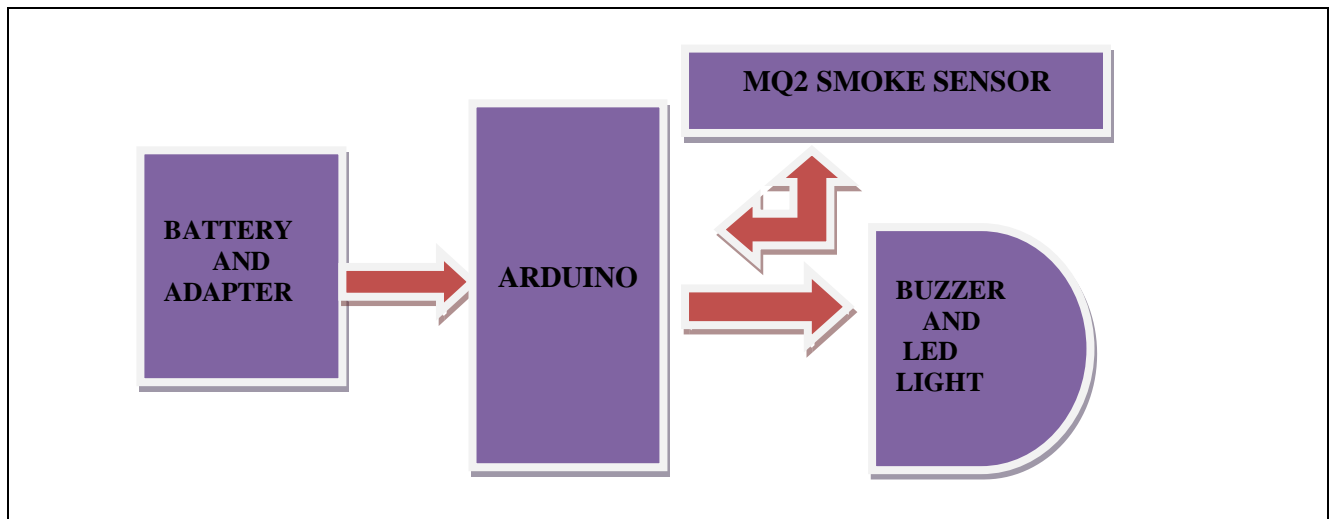 MQ2 SMOKE SENSOR
BATTERY
AND
ADAPTER
ARDUINO
BUZZER
AND
LED
LIGHT